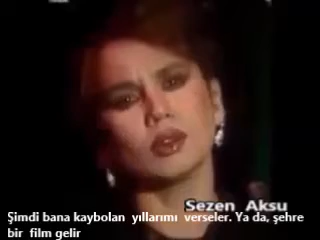 Sezen Aksu
Şimdi bana kaybolan yıllarımı verseler. Ya da, şehre
bir film gelir